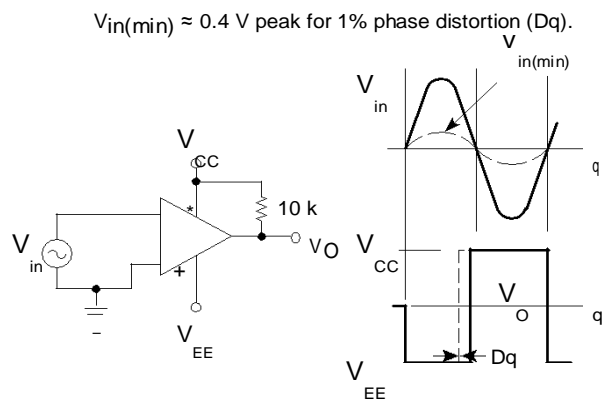 Vin(min) ≈ 0.4 V peak for 1% phase distortion (Dq).
V
in(min)
V
in
q
V
CC
*
10 k
V
in
+
VO
–
V
EE
V
CC
V
O
q
Dq
V
EE